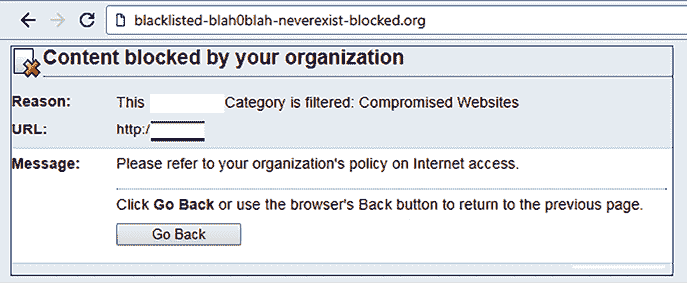 blacklisted-blah0blah-neverexist-blocked.org
Content blocked by your organization
Reason: This Category is filtered: Compromised Websites
URL: http:/
Message: Please refer to your organization's policy on Internet access.
Click Go Back or use the browser's Back button to return to the previous page.
Go Back